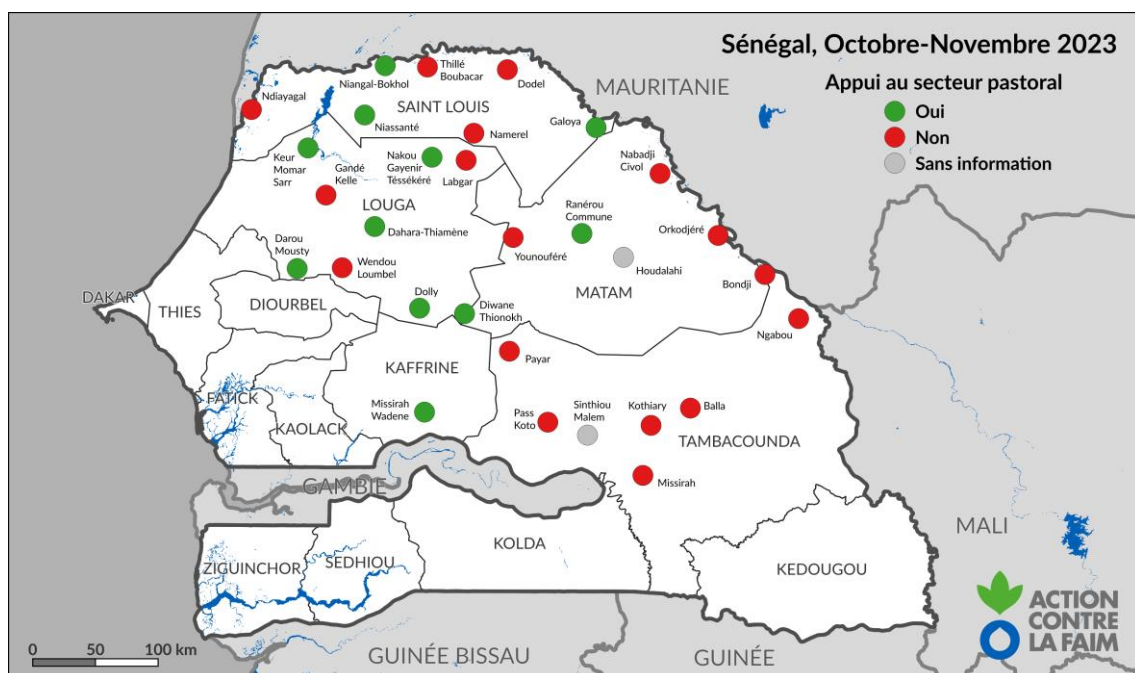 Sénégal, Octobre-Novembre 2023
Appui au secteur pastoral
Oui
Non
Sans information
MAURITANIE
Niangal-Bokhol
Thillé
Boubacar
Dodel
Ndiayagal
SAINT LOUIS
Niassanté
Namerel
Galoya
Keur
Momar
Sarr
Gandé
Kelle
Nakou
Gayenir
Téssékéré
Labgar
Nabadji
Civol
LOUGA
Ranérou
Commune
Dahara-Thiamène
Orkodjéré
Younouféré
Darou
Mousty
Wendou
Loumbel
Houdalahi
Bondji
DAKAR
THIES
DIOURBEL
Dolly
Diwane
Thionokh
MATAM
Ngabou
Payar
KAFFRINE
FATICK
KAOLACK
Missirah
Wadene
Pass
Koto
Sinthiou
Malem
Kothiary
Balla
TAMBACOUNDA
Missirah
GAMBIE
MALI
ZIGUINCHOR
SEDHIOU
KOLDA
KEDOUGOU
0 50 100 km
GUINÉE BISSAU
GUINÉE
ACTION
CONTRE
LA FAIM